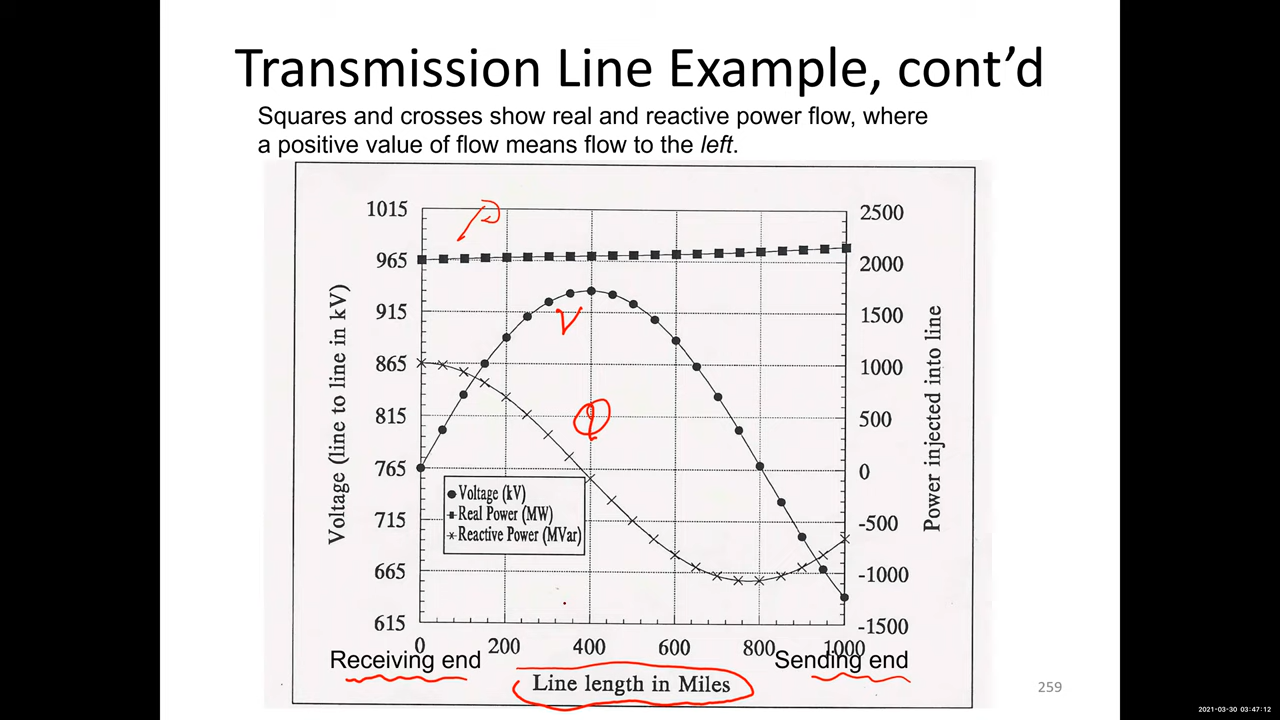 Transmission Line Example, cont’d
Squares and crosses show real and reactive power flow, where
a positive value of flow means flow to the left.
P
V
Q
1015
965
915
865
815
765
715
665
615
Voltage (line to line in kV)
Voltage (kV)
Real Power (MW)
Reactive Power (MVar)
2500
2000
1500
1000
500
0
-500
-1000
-1500
Power injected into line
0 200 400 600 800 1000
Receiving end Sending end
Line length in Miles
259
2021-03-30 03:47:12